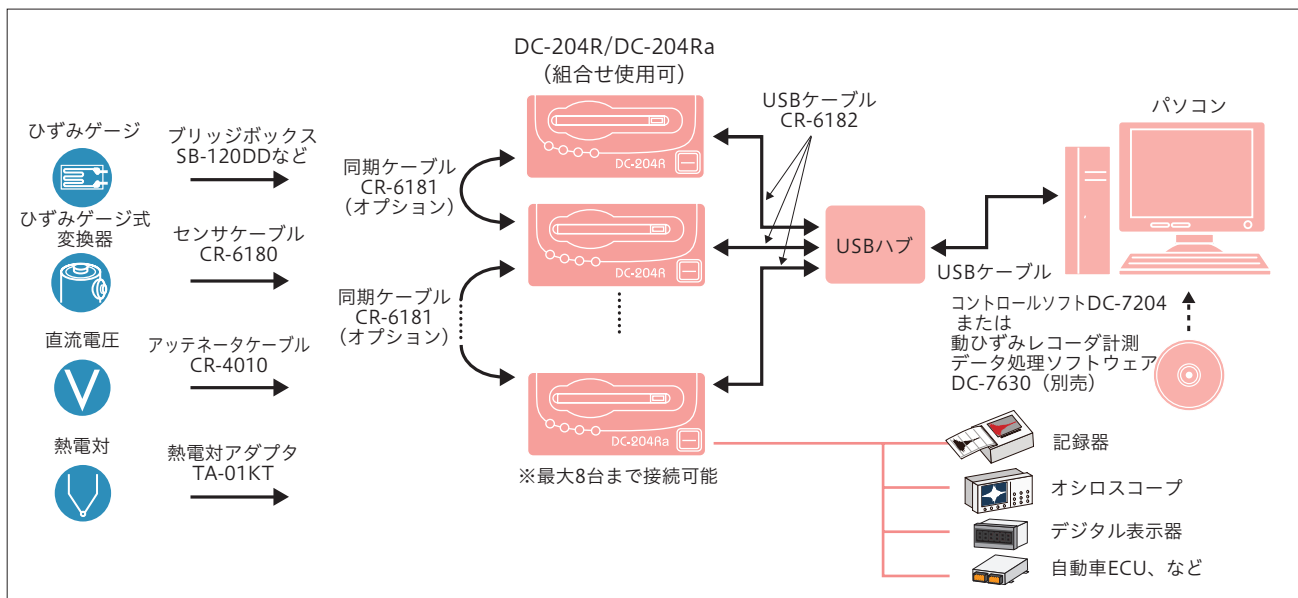 DC-204R/DC-204Ra
（組合せ使用可）
ひずみゲージ
ブリッジボックス
SB-120DDなど
ひずみゲージ式
変換器
センサケーブル
CR-6180
直流電圧
アッテネータケーブル
CR-4010
V
熱電対
熱電対アダプタ
TA-01KT
同期ケーブル
CR-6181
（オプション）
同期ケーブル
CR-6181
（オプション）
DC-204R
DC-204R
DC-204Ra
※最大8台まで接続可能
USBケーブル
CR-6182
USBハブ
パソコン
USBケーブル
コントロールソフトDC-7204
または
動ひずみレコーダ計測
データ処理ソフトウェア
DC-7630（別売）
記録器
オシロスコープ
デジタル表示器
自動車ECU、など